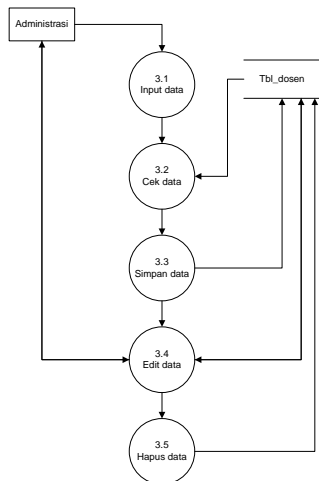 Administrasi
3.1
Input data
Tbl_dosen
3.2
Cek data
3.3
Simpan data
3.4
Edit data
3.5
Hapus data